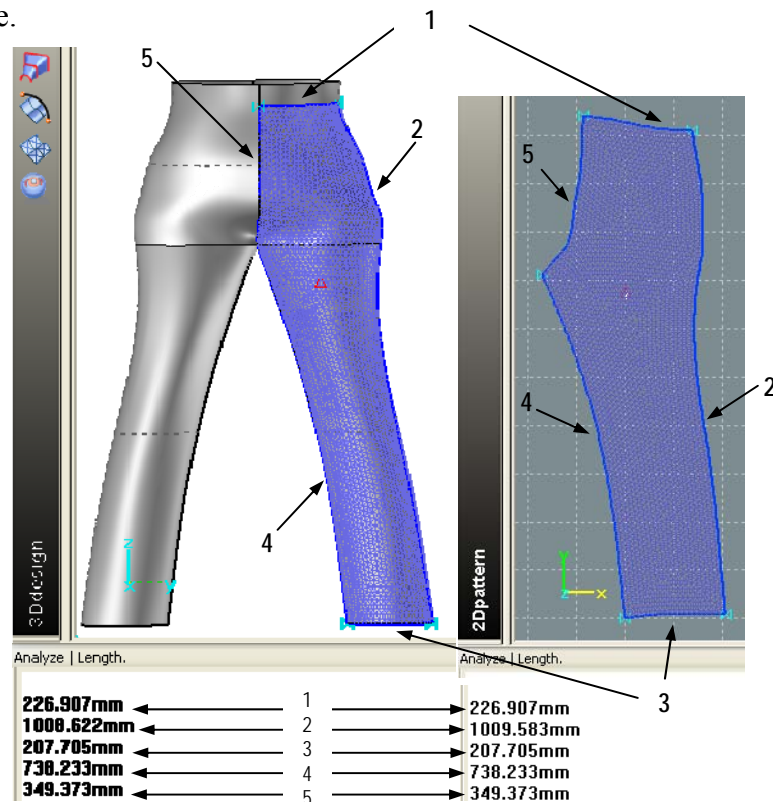 e.
1
5
2
5
4
2
4
z
x
y
3Ddesign
y
z
x
2Dpattern
Analyze | Length.
Analyze | Length.
3
226.907mm 1 226.907mm
1008.622mm 2 1009.583mm
207.705mm 3 207.705mm
738.233mm 4 738.233mm
349.373mm 5 349.373mm